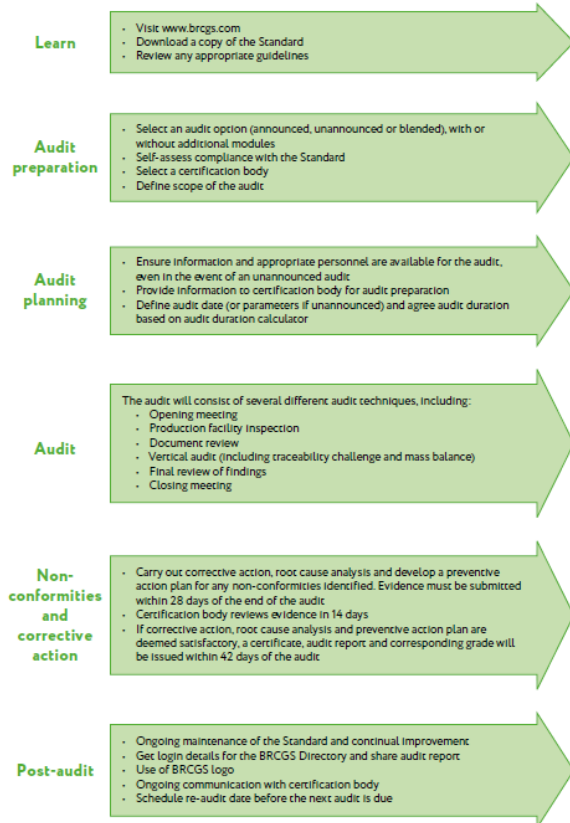 Learn
• Visit www.brcgs.com
• Download a copy of the Standard
• Review any appropriate guidelines
Audit
preparation
• Select an audit option (announced, unannounced or blended), with or
without additional modules
• Self-assess compliance with the Standard
• Select a certification body
• Define scope of the audit
Audit
planning
• Ensure information and appropriate personnel are available for the audit,
even in the event of an unannounced audit
• Provide information to certification body for audit preparation
• Define audit date (or parameters if unannounced) and agree audit duration
based on audit duration calculator
Audit
The audit will consist of several different audit techniques, including:
• Opening meeting
• Production facility inspection
• Document review
• Vertical audit (including traceability challenge and mass balance)
• Final review of findings
• Closing meeting
Non-
conformities
and
corrective
action
• Carry out corrective action, root cause analysis and develop a preventive
action plan for any non-conformities identified. Evidence must be submitted
within 28 days of the end of the audit
• Certification body reviews evidence in 14 days
• If corrective action, root cause analysis and preventive action plan are
deemed satisfactory, a certificate, audit report and corresponding grade will
be issued within 42 days of the audit
Post-audit
• Ongoing maintenance of the Standard and continual improvement
• Get login details for the BRCGS Directory and share audit report
• Use of BRCGS logo
• Ongoing communication with certification body
• Schedule re-audit date before the next audit is due